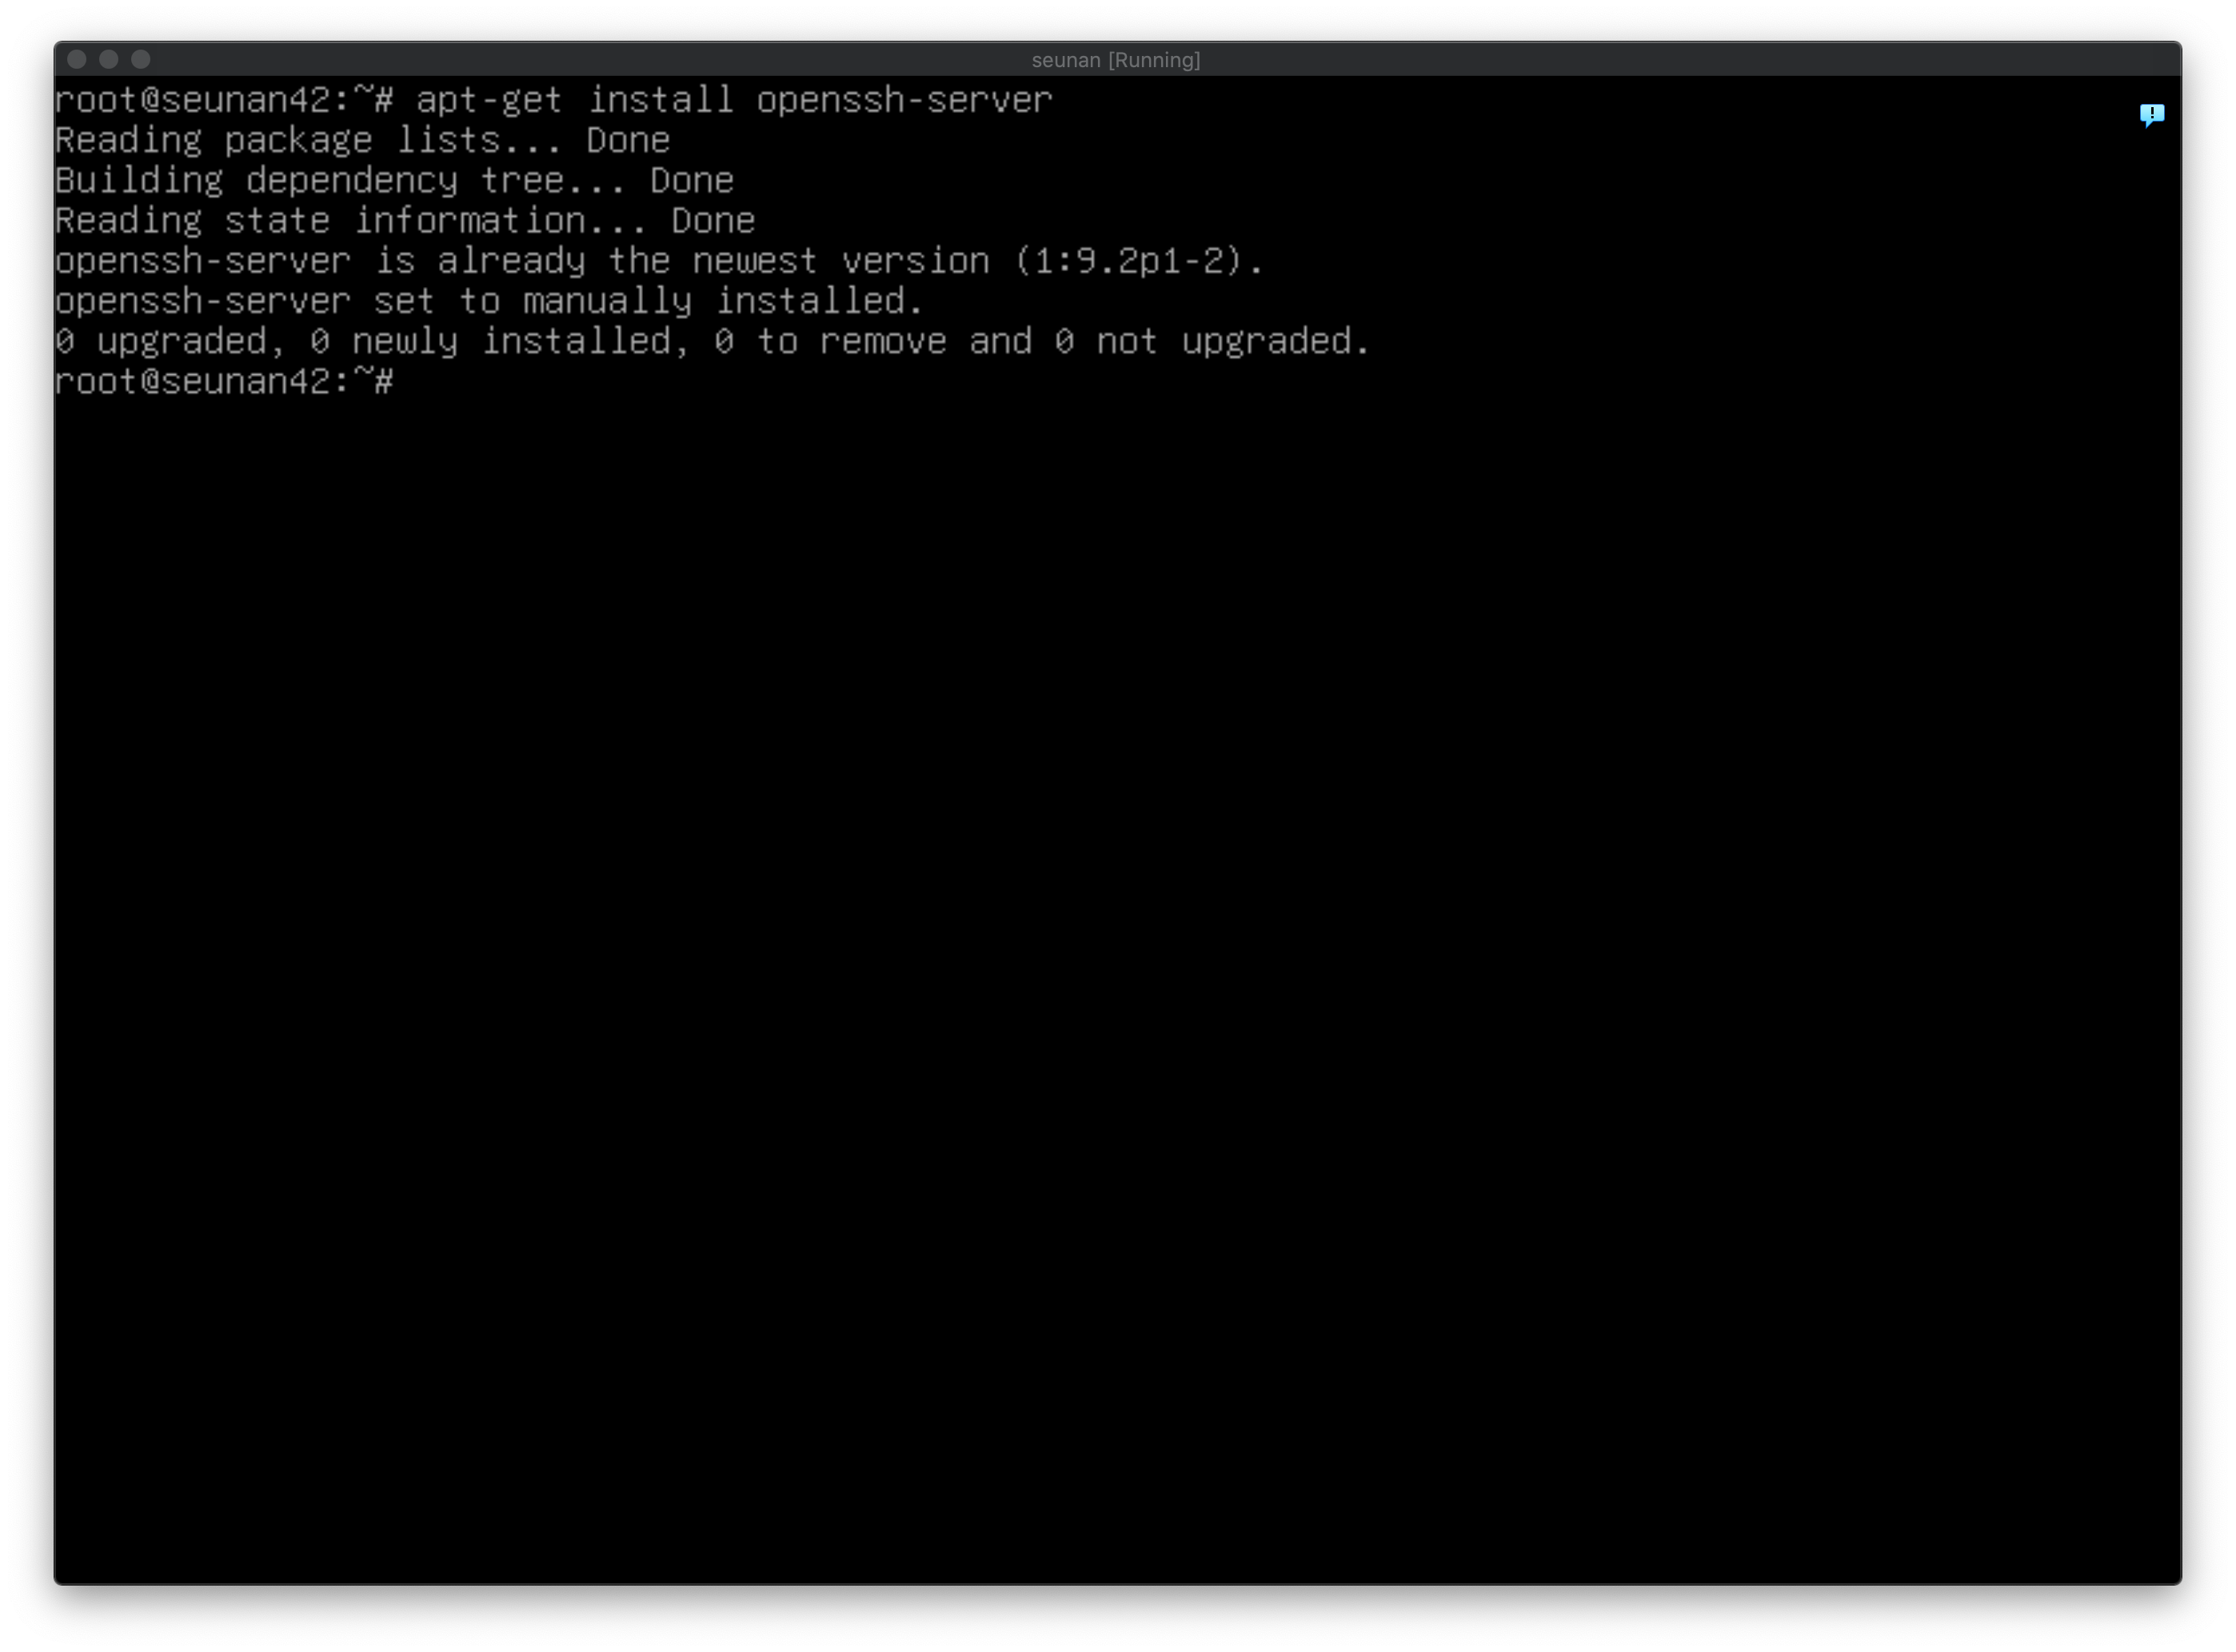 seunan [Running]
root@seunan42:~# apt-get install openssh-server
Reading package lists... Done
Building dependency tree... Done
Reading state information... Done
openssh-server is already the newest version (1:9.2p1-2).
openssh-server set to manually installed.
0 upgraded, 0 newly installed, 0 to remove and 0 not upgraded.
root@seunan42:~#